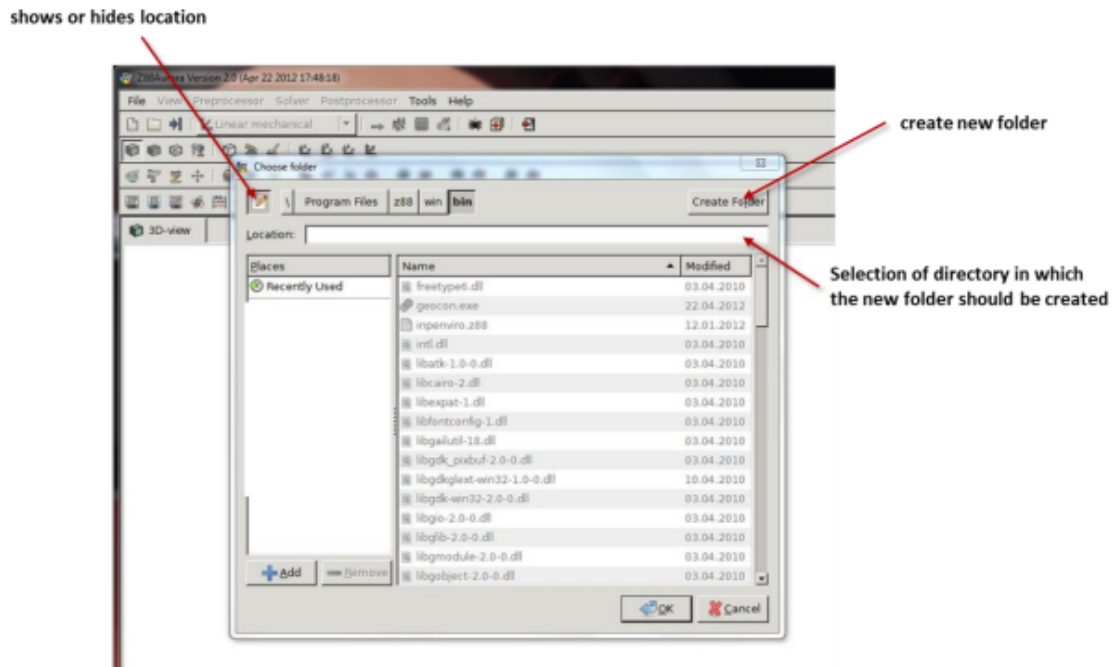 shows or hides location
Z88Aurora Version 2.0 (Apr 22 2012 17:48:18)
File View Preprocessor Solver Postprocessor Tools Help
Linear mechanical
create new folder
Choose folder
\ Program Files z88 win bin Create Folder
3D-view
Location:
Selection of directory in which
the new folder should be created
Places Name Modified
Recently Used freetype6.dll 03.04.2010
geocon.exe 22.04.2012
inpenviro.z88 12.01.2012
intl.dll 03.04.2010
libatk-1.0-0.dll 03.04.2010
libcairo-2.dll 03.04.2010
libexpat-1.dll 03.04.2010
libfontconfig-1.dll 03.04.2010
libgailutil-18.dll 03.04.2010
libgdk_pixbuf-2.0-0.dll 03.04.2010
libgdkglext-win32-1.0-0.dll 10.04.2010
libgdk-win32-2.0-0.dll 03.04.2010
libgio-2.0-0.dll 03.04.2010
libglib-2.0-0.dll 03.04.2010
libgmodule-2.0-0.dll 03.04.2010
Add Remove libgobject-2.0-0.dll 03.04.2010
OK Cancel